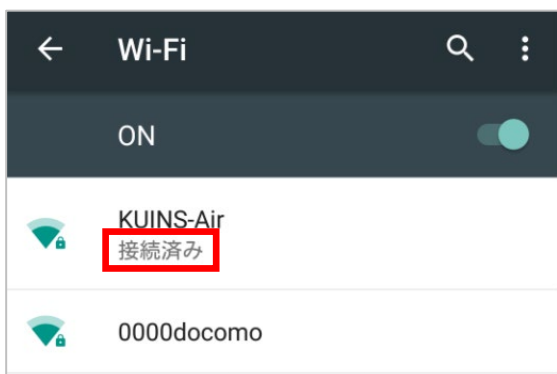 Wi-Fi
ON
KUINS-Air
接続済み
0000docomo